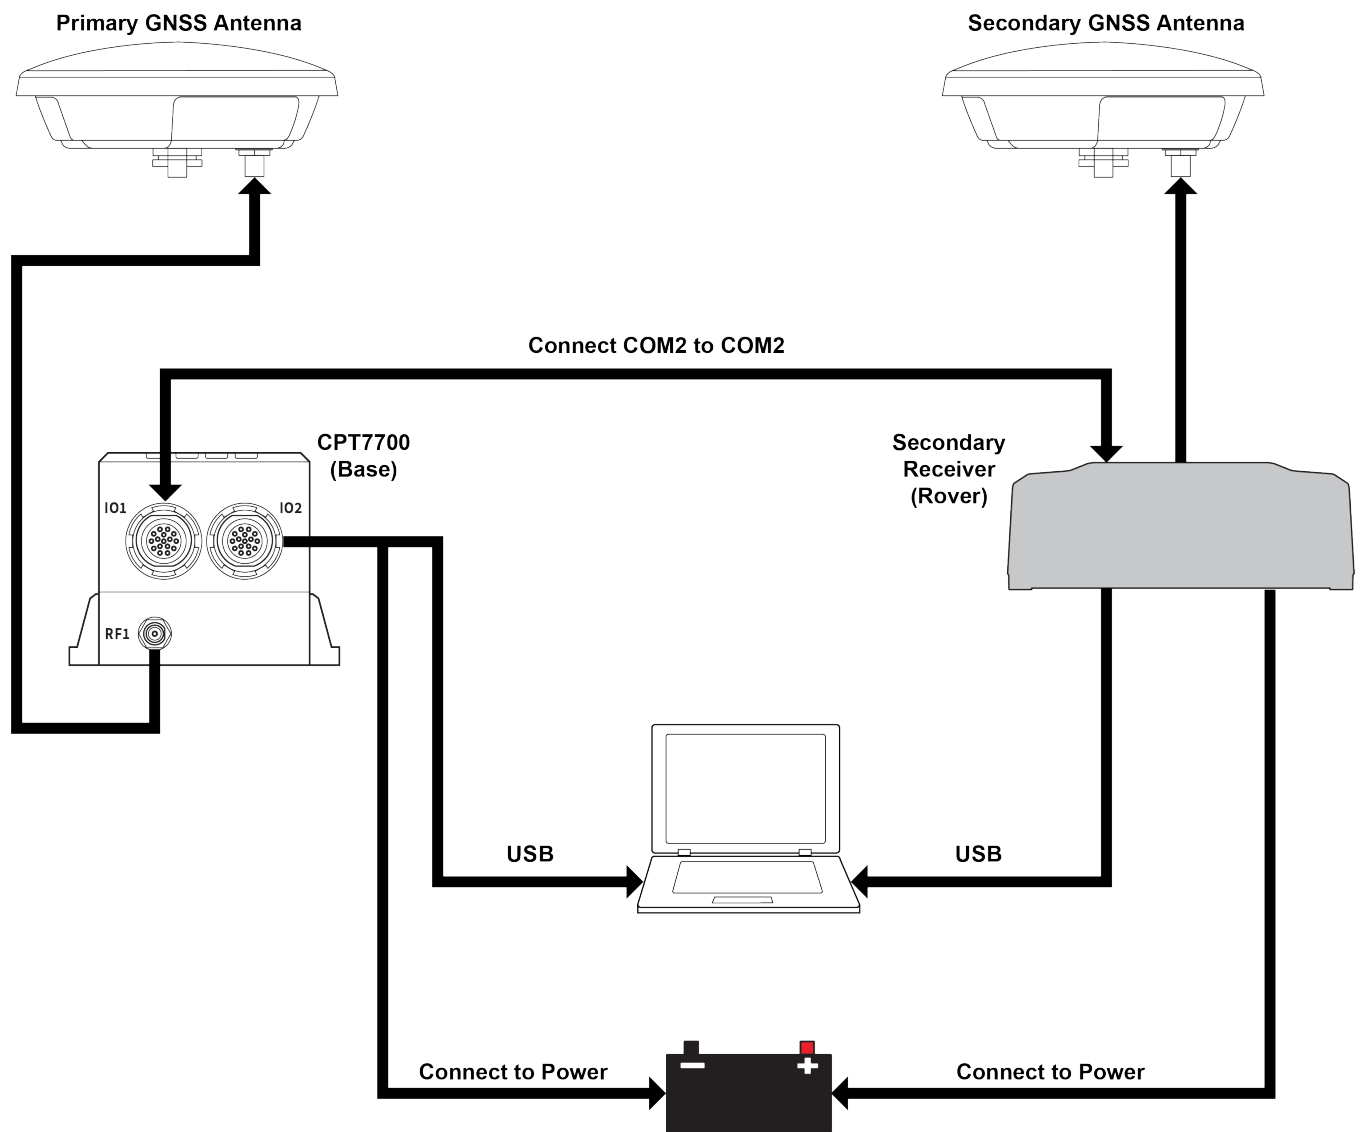 Primary GNSS Antenna
Secondary GNSS Antenna
Connect COM2 to COM2
CPT7700
(Base)
Secondary
Receiver
(Rover)
IO1
IO2
RF1
USB
USB
Connect to Power
Connect to Power